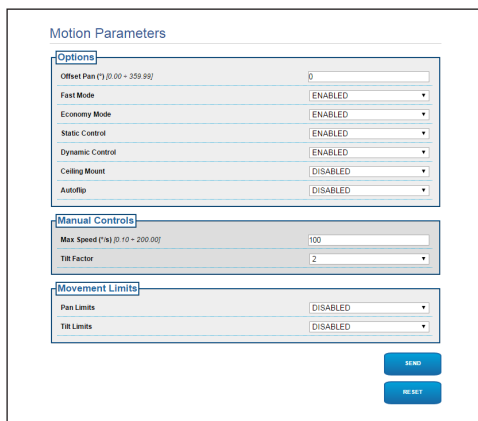 Motion Parameters
Options
Offset Pan (°) [0.00 ÷ 359.99] 0
Fast Mode ENABLED
Economy Mode ENABLED
Static Control ENABLED
Dynamic Control ENABLED
Ceiling Mount DISABLED
Autoflip DISABLED
Manual Controls
Max Speed (°/s) [0.10 ÷ 200.00] 100
Tilt Factor 2
Movement Limits
Pan Limits DISABLED
Tilt Limits DISABLED
SEND
RESET